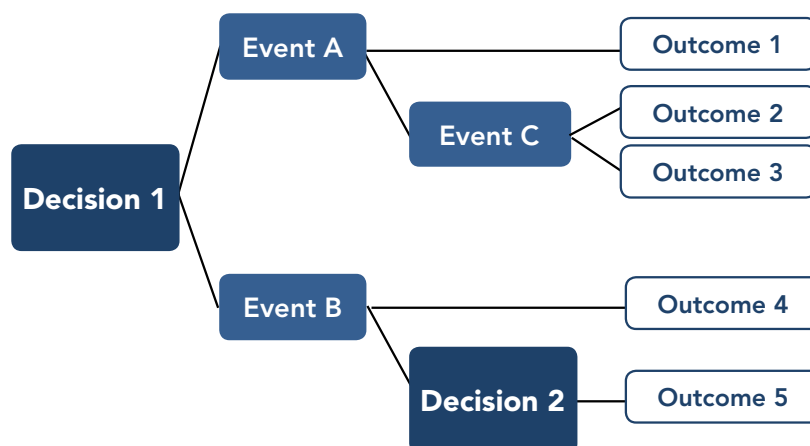 Event A
Outcome 1
Outcome 2
Event C
Outcome 3
Decision 1
Event B
Outcome 4
Decision 2
Outcome 5